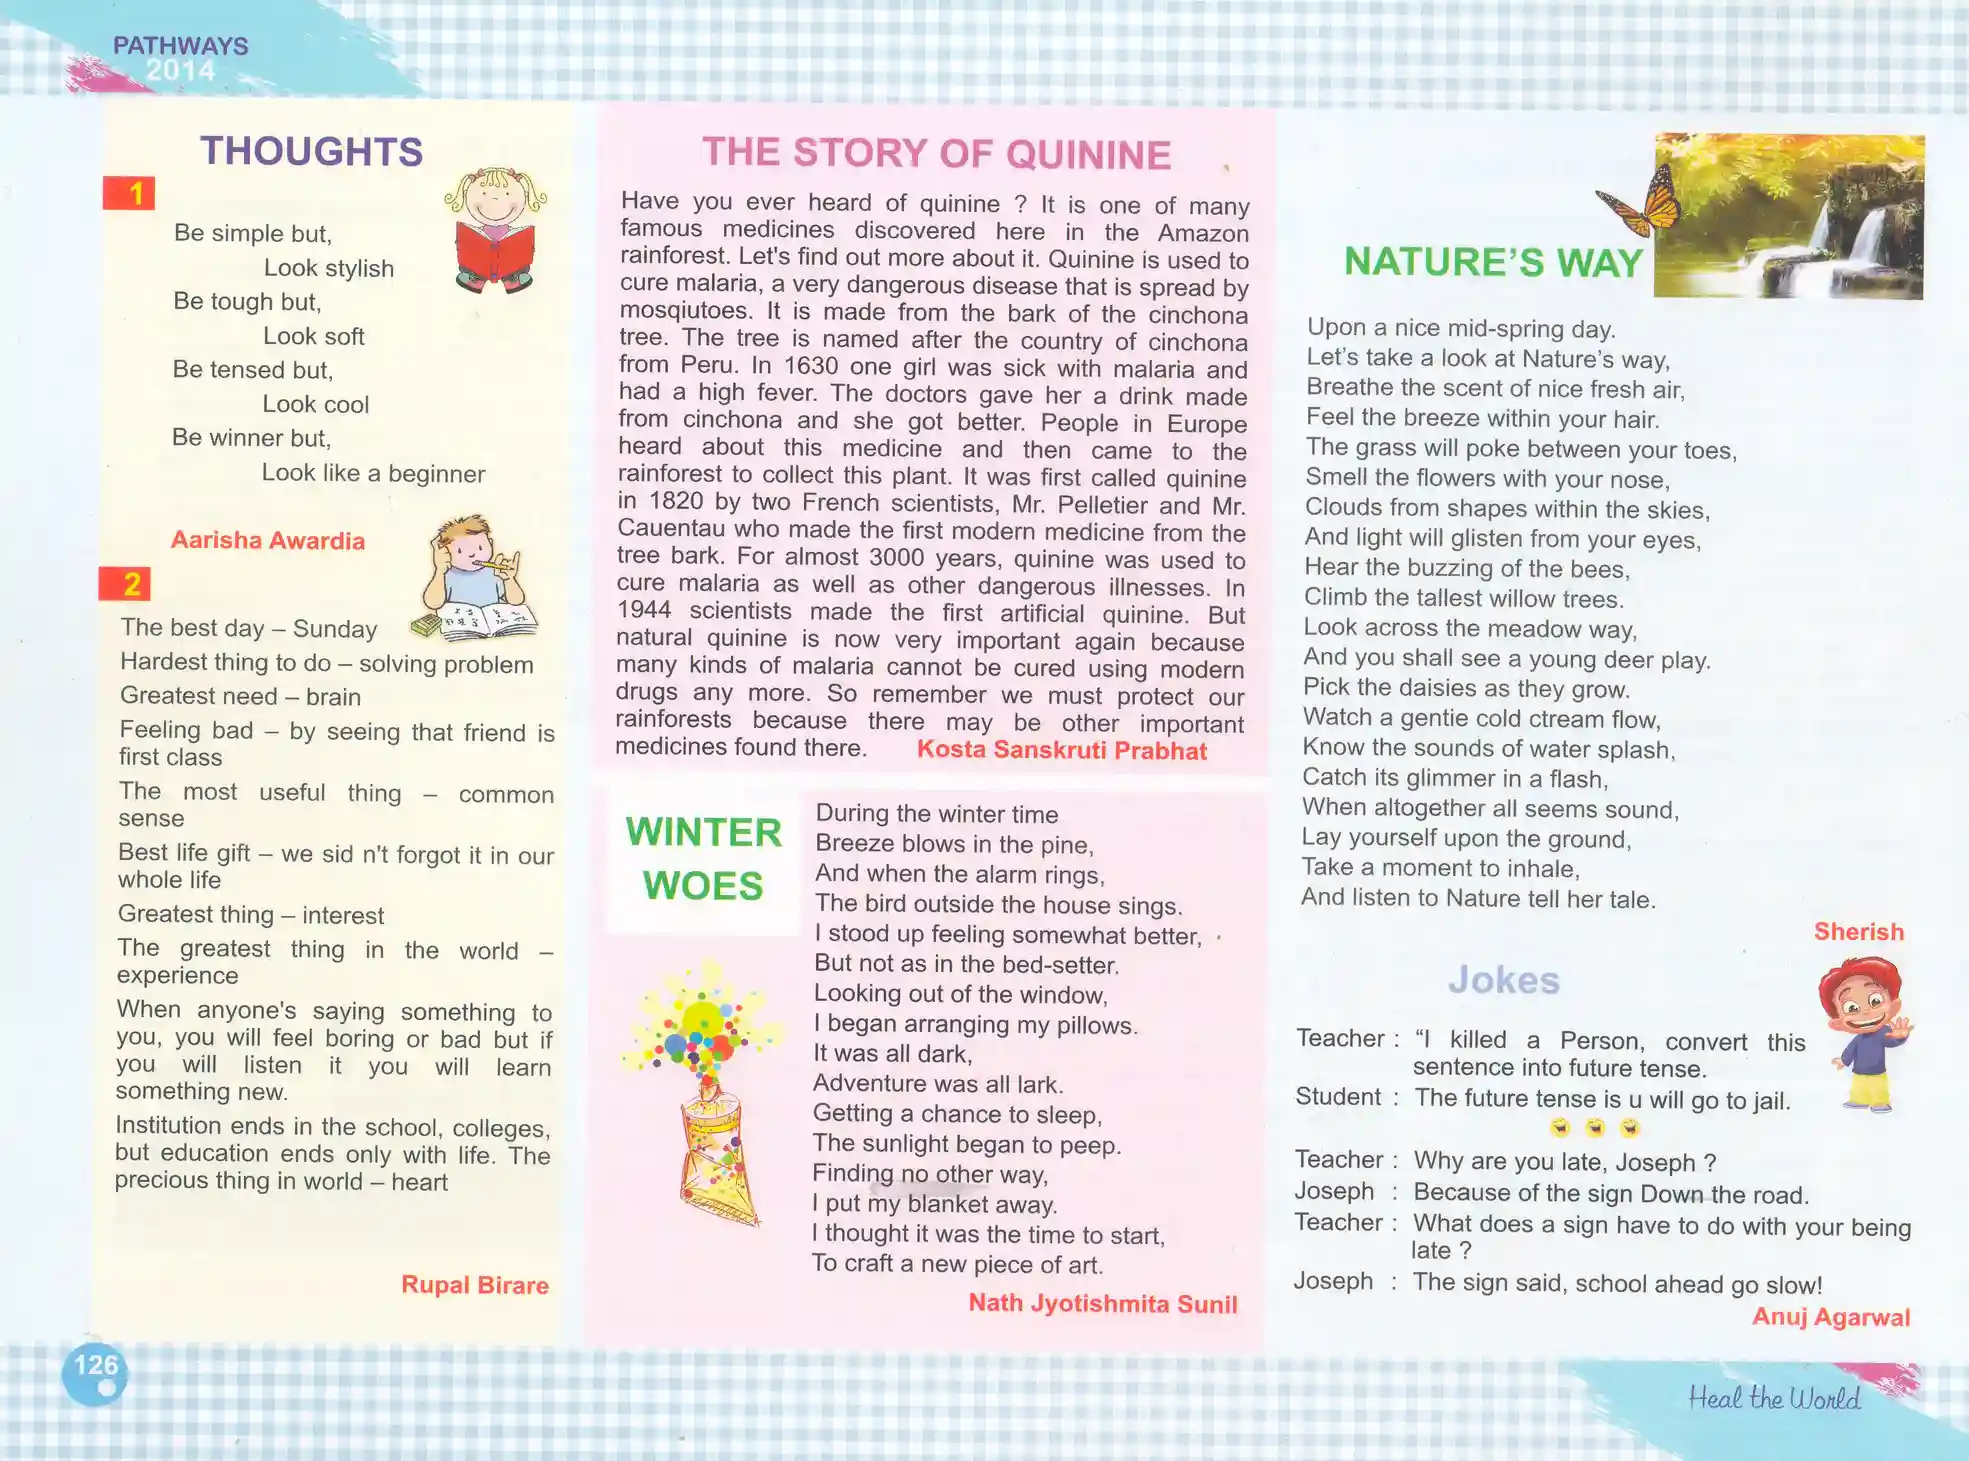 PATHWAYS
2014
THOUGHTS
1
Be simple but,
Look stylish
Be tough but,
Look soft
Be tensed but,
Look cool
Be winner but,
Look like a beginner
Aarisha Awardia
2
The best day – Sunday
Hardest thing to do – solving problem
Greatest need – brain
Feeling bad – by seeing that friend is
first class
The most useful thing – common
sense
Best life gift – we sid n't forgot it in our
whole life
Greatest thing – interest
The greatest thing in the world –
experience
When anyone's saying something to
you, you will feel boring or bad but if
you will listen it you will learn
something new.
Institution ends in the school, colleges,
but education ends only with life. The
precious thing in world – heart
Rupal Birare
THE STORY OF QUININE
Have you ever heard of quinine ? It is one of many
famous medicines discovered here in the Amazon
rainforest. Let's find out more about it. Quinine is used to
cure malaria, a very dangerous disease that is spread by
mosqiutoes. It is made from the bark of the cinchona
tree. The tree is named after the country of cinchona
from Peru. In 1630 one girl was sick with malaria and
had a high fever. The doctors gave her a drink made
from cinchona and she got better. People in Europe
heard about this medicine and then came to the
rainforest to collect this plant. It was first called quinine
in 1820 by two French scientists, Mr. Pelletier and Mr.
Cauentau who made the first modern medicine from the
tree bark. For almost 3000 years, quinine was used to
cure malaria as well as other dangerous illnesses. In
1944 scientists made the first artificial quinine. But
natural quinine is now very important again because
many kinds of malaria cannot be cured using modern
drugs any more. So remember we must protect our
rainforests because there may be other important
medicines found there. Kosta Sanskruti Prabhat
WINTER
WOES
During the winter time
Breeze blows in the pine,
And when the alarm rings,
The bird outside the house sings.
I stood up feeling somewhat better,
But not as in the bed-setter.
Looking out of the window,
I began arranging my pillows.
It was all dark,
Adventure was all lark.
Getting a chance to sleep,
The sunlight began to peep.
Finding no other way,
I put my blanket away.
I thought it was the time to start,
To craft a new piece of art.
Nath Jyotishmita Sunil
NATURE'S WAY
Upon a nice mid-spring day.
Let's take a look at Nature's way,
Breathe the scent of nice fresh air,
Feel the breeze within your hair.
The grass will poke between your toes,
Smell the flowers with your nose,
Clouds from shapes within the skies,
And light will glisten from your eyes,
Hear the buzzing of the bees,
Climb the tallest willow trees.
Look across the meadow way,
And you shall see a young deer play.
Pick the daisies as they grow.
Watch a gentie cold ctream flow,
Know the sounds of water splash,
Catch its glimmer in a flash,
When altogether all seems sound,
Lay yourself upon the ground,
Take a moment to inhale,
And listen to Nature tell her tale.
Sherish
Jokes
Teacher : “I killed a Person, convert this
sentence into future tense.
Student : The future tense is u will go to jail.
Teacher : Why are you late, Joseph ?
Joseph : Because of the sign Down the road.
Teacher : What does a sign have to do with your being
late ?
Joseph : The sign said, school ahead go slow!
Anuj Agarwal
126
Heal the World